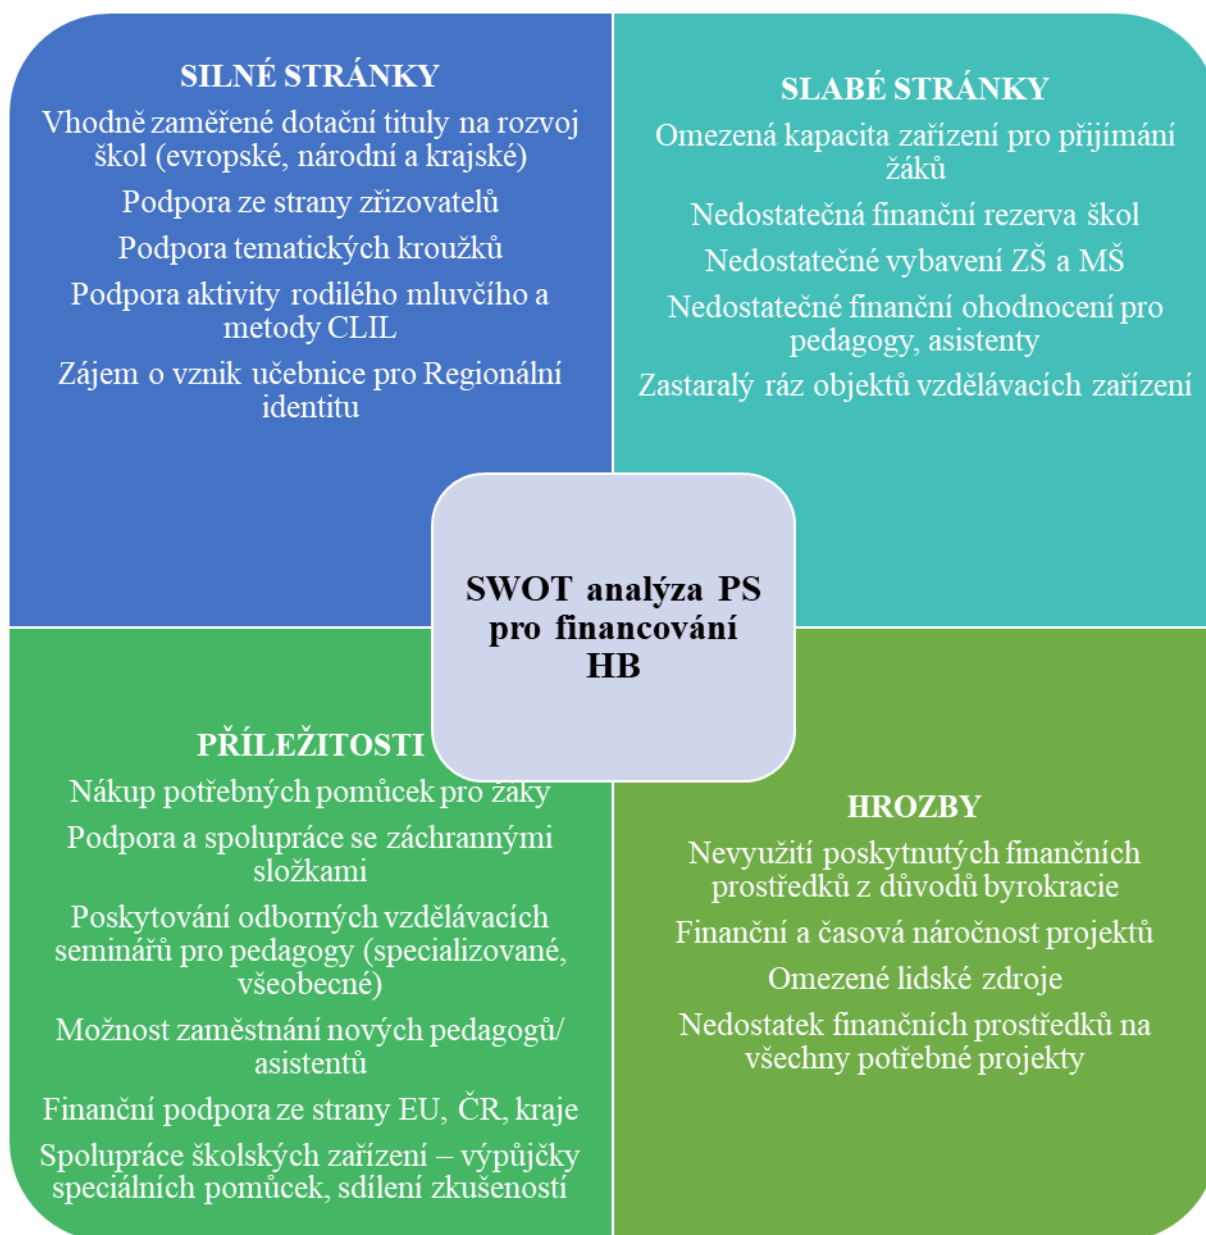 SILNÉ STRÁNKY
Vhodně zaměřené dotační tituly na rozvoj
škol (evropské, národní a krajské)
Podpora ze strany zřizovatelů
Podpora tematických kroužků
Podpora aktivity rodilého mluvčího a
metody CLIL
Zájem o vznik učebnice pro Regionální
identitu
SLABÉ STRÁNKY
Omezená kapacita zařízení pro přijímání
žáků
Nedostatečná finanční rezerva škol
Nedostatečné vybavení ZŠ a MŠ
Nedostatečné finanční ohodnocení pro
pedagogy, asistenty
Zastaralý ráz objektů vzdělávacích zařízení
SWOT analýza PS
pro financování
HB
PŘÍLEŽITOSTI
Nákup potřebných pomůcek pro žáky
Podpora a spolupráce se záchrannými
složkami
Poskytování odborných vzdělávacích
seminářů pro pedagogy (specializované,
všeobecné)
Možnost zaměstnání nových pedagogů/
asistentů
Finanční podpora ze strany EU, ČR, kraje
Spolupráce školských zařízení – výpůjčky
speciálních pomůcek, sdílení zkušeností
HROZBY
Nevyužití poskytnutých finančních
prostředků z důvodů byrokracie
Finanční a časová náročnost projektů
Omezené lidské zdroje
Nedostatek finančních prostředků na
všechny potřebné projekty